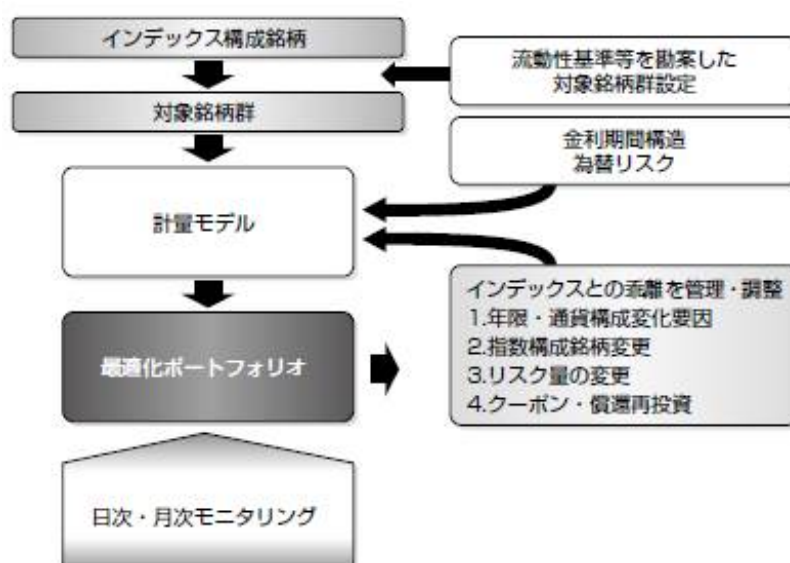 インデックス構成銘柄
流動性基準等を勘案した
対象銘柄群設定
対象銘柄群
金利期間構造
為替リスク
計量モデル
インデックスとの乖離を管理・調整
1.年限・通貨構成変化要因
2.指数構成銘柄変更
3.リスク量の変更
4.クーポン・償還再投資
最適化ポートフォリオ
日次・月次モニタリング